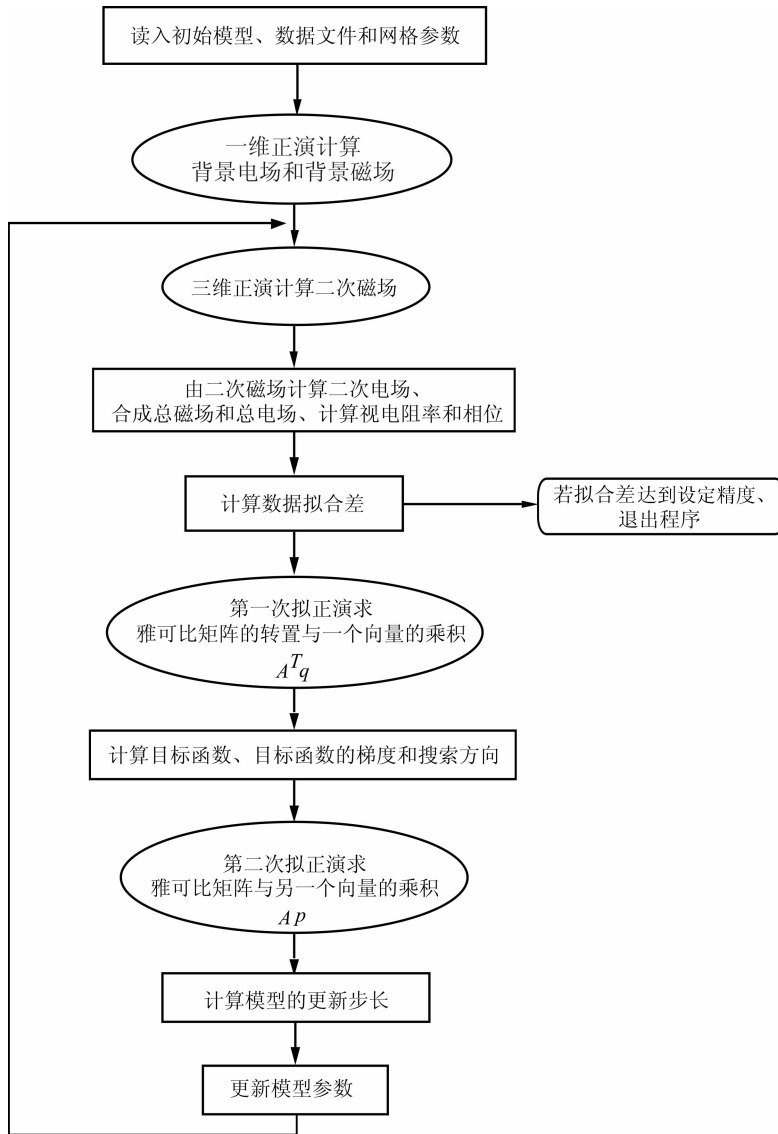 读入初始模型、数据文件和网格参数
一维正演计算
背景电场和背景磁场
三维正演计算二次磁场
由二次磁场计算二次电场、
合成总磁场和总电场、计算视电阻率和相位
计算数据拟合差
若拟合差达到设定精度、
退出程序
第一次拟正演求
雅可比矩阵的转置与一个向量的乘积
A^T q
计算目标函数、目标函数的梯度和搜索方向
第二次拟正演求
雅可比矩阵与另一个向量的乘积
Ap
计算模型的更新步长
更新模型参数